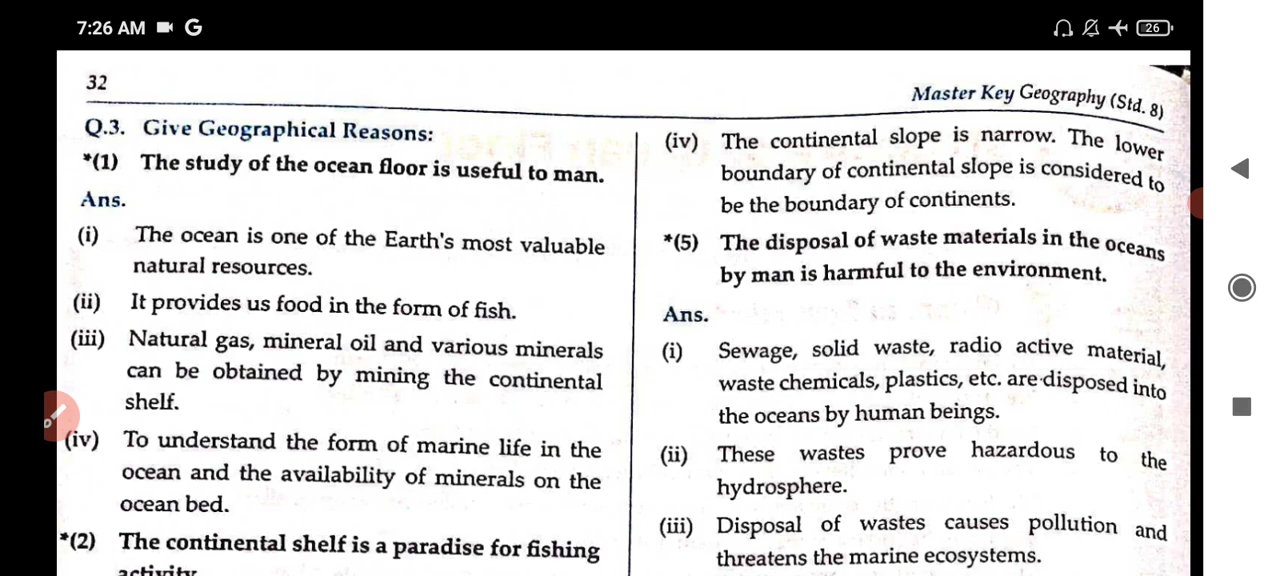 7:26 AM G
26
32
Master Key Geography (Std. 8)
Q.3. Give Geographical Reasons:
*(1) The study of the ocean floor is useful to man.
Ans.
(i) The ocean is one of the Earth's most valuable
natural resources.
(ii) It provides us food in the form of fish.
(iii) Natural gas, mineral oil and various minerals
can be obtained by mining the continental
shelf.
(iv) To understand the form of marine life in the
ocean and the availability of minerals on the
ocean bed.
*(2) The continental shelf is a paradise for fishing
activity.
(iv) The continental slope is narrow. The lower
boundary of continental slope is considered to
be the boundary of continents.
*(5) The disposal of waste materials in the oceans
by man is harmful to the environment.
Ans.
(i) Sewage, solid waste, radio active material,
waste chemicals, plastics, etc. are disposed into
the oceans by human beings.
(ii) These wastes prove hazardous to the
hydrosphere.
(iii) Disposal of wastes causes pollution and
threatens the marine ecosystems.